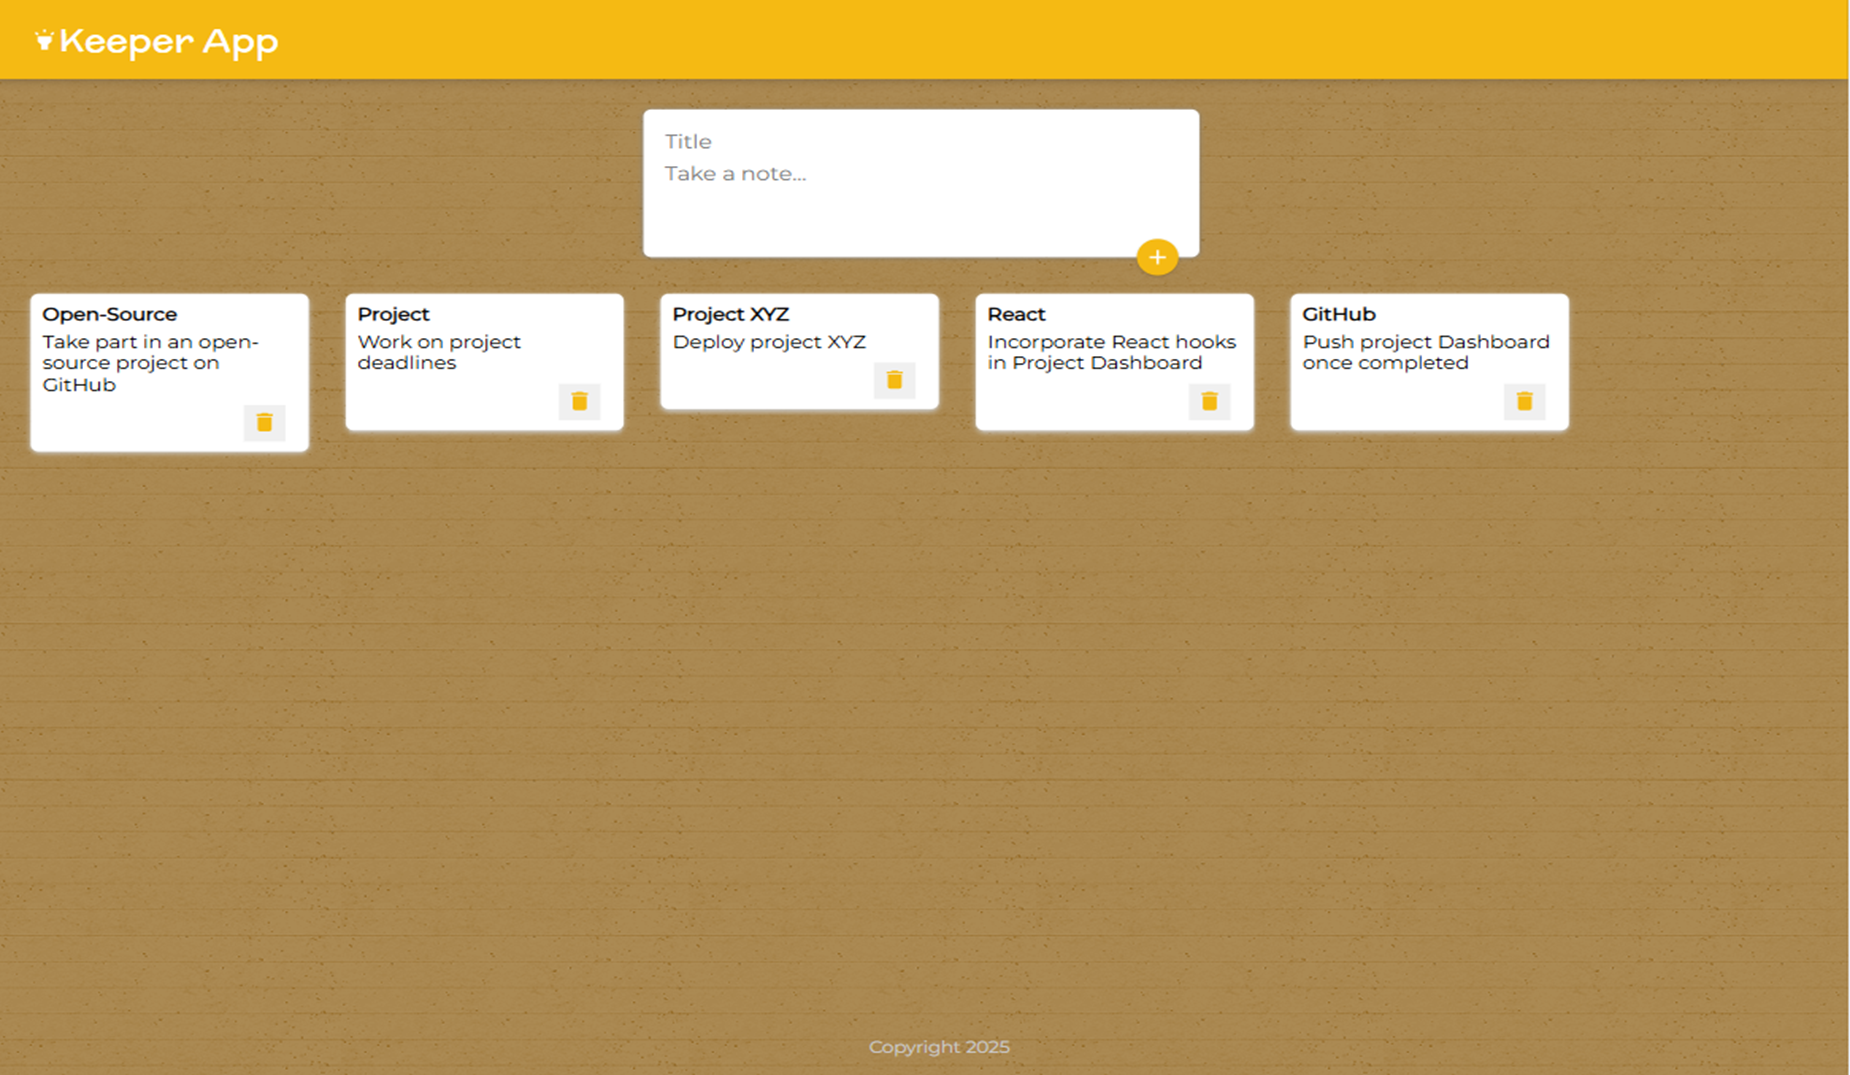 Keeper App
Title
Take a note...
Open-Source
Take part in an open-
source project on
GitHub
Project
Work on project
deadlines
Project XYZ
Deploy project XYZ
React
Incorporate React hooks
in Project Dashboard
GitHub
Push project Dashboard
once completed
Copyright 2025